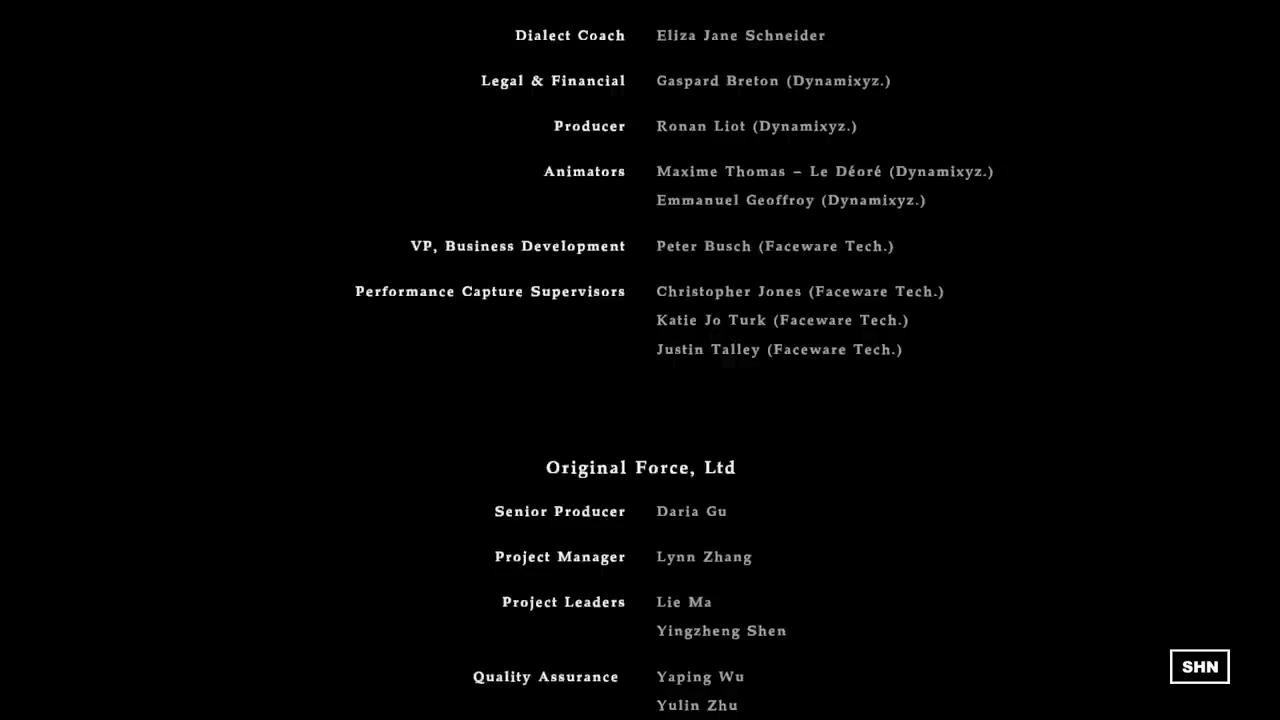 Dialect Coach Eliza Jane Schneider
Legal & Financial Gaspard Breton (Dynamixyz.)
Producer Ronan Liot (Dynamixyz.)
Animators Maxime Thomas – Le Déoré (Dynamixyz.)
Emmanuel Geoffroy (Dynamixyz.)
VP, Business Development Peter Busch (Faceware Tech.)
Performance Capture Supervisors Christopher Jones (Faceware Tech.)
Katie Jo Turk (Faceware Tech.)
Justin Talley (Faceware Tech.)
Original Force, Ltd
Senior Producer Daria Gu
Project Manager Lynn Zhang
Project Leaders Lie Ma
Yingzheng Shen
Quality Assurance Yaping Wu
Yulin Zhu
SHN